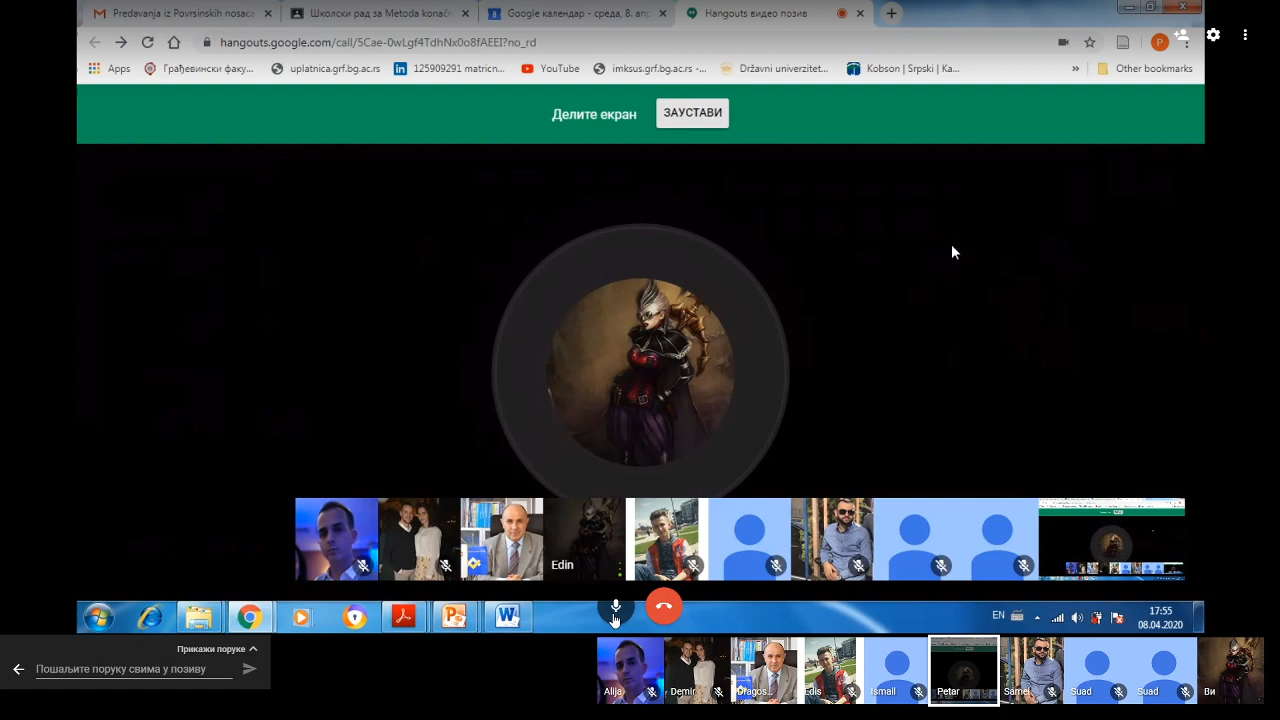 Predavanja iz Povrsinskih nosaca
Школски рад за Метода конач
Google календар - среда, 8. апр
Hangouts видео позив
hangouts.google.com/call/5Cae-0wLgf4TdhNx0o8fAEEI?no_rd
P
Apps
Грађевински факу...
uplatnica.grf.bg.ac.rs
125909291 matricn...
YouTube
imksus.grf.bg.ac.rs -...
Državni univerzitet...
Kobson | Srpski | Ka...
»
Other bookmarks
Делите екран
ЗАУСТАВИ
Edin
EN
17:55
08.04.2020
Прикажи поруке
Пошаљите поруку свима у позиву
Alija
Demir
Dragos...
Edis
Ismail
Petar
Samel
Suad
Suad
Ви